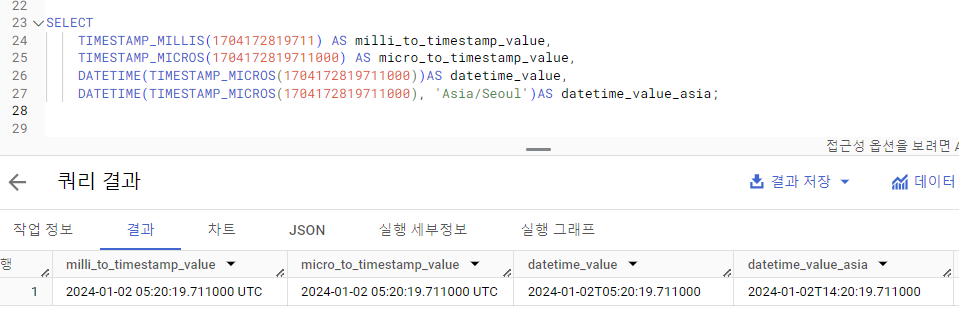 22
23 SELECT
24 TIMESTAMP_MILLIS(1704172819711) AS milli_to_timestamp_value,
25 TIMESTAMP_MICROS(1704172819711000) AS micro_to_timestamp_value,
26 DATETIME(TIMESTAMP_MICROS(1704172819711000))AS datetime_value,
27 DATETIME(TIMESTAMP_MICROS(1704172819711000), 'Asia/Seoul')AS datetime_value_asia;
28
29
접근성 옵션을 보려면 A
쿼리 결과 결과 저장 데이터
작업 정보 결과 차트 JSON 실행 세부정보 실행 그래프
행 milli_to_timestamp_value micro_to_timestamp_value datetime_value datetime_value_asia
1 2024-01-02 05:20:19.711000 UTC 2024-01-02 05:20:19.711000 UTC 2024-01-02T05:20:19.711000 2024-01-02T14:20:19.711000